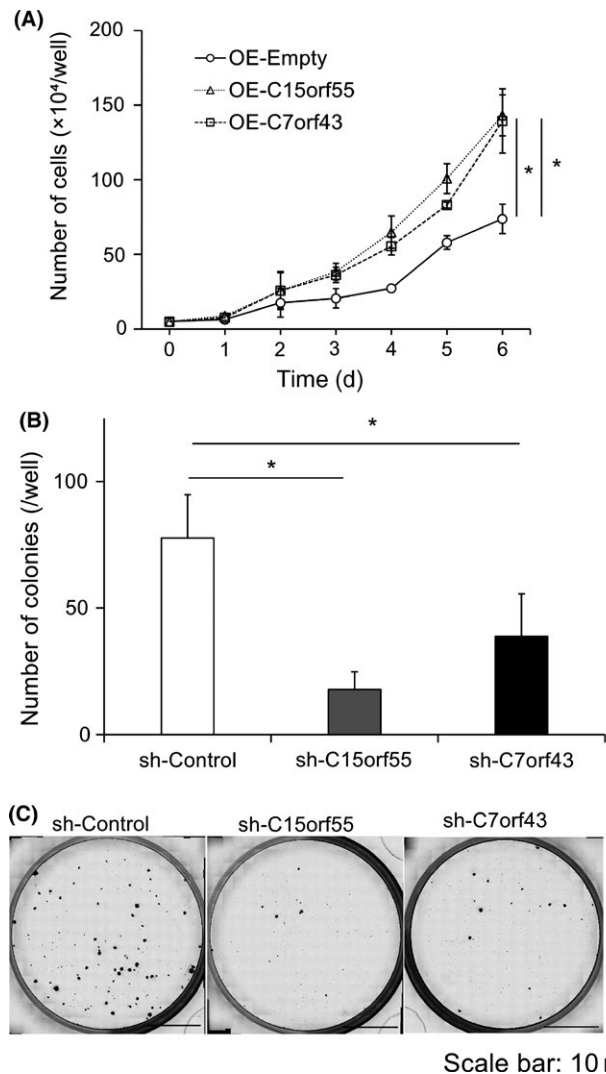 (A)
200
150
100
50
0
Number of cells (×10⁴/well)
OE-Empty
OE-C15orf55
OE-C7orf43
*
*
0 1 2 3 4 5 6
Time (d)
(B)
*
*
100
50
0
Number of colonies (/well)
sh-Control sh-C15orf55 sh-C7orf43
(C)
sh-Control sh-C15orf55 sh-C7orf43
Scale bar: 10